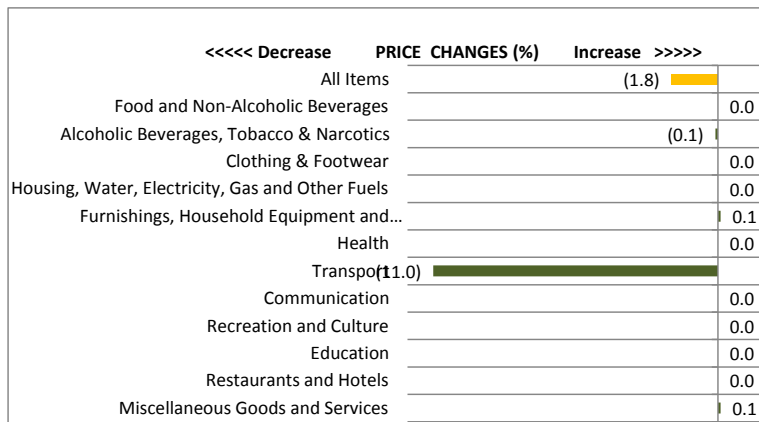 <<<<< Decrease PRICE CHANGES (%) Increase >>>>>
All Items (1.8)
Food and Non-Alcoholic Beverages 0.0
Alcoholic Beverages, Tobacco & Narcotics (0.1)
Clothing & Footwear 0.0
Housing, Water, Electricity, Gas and Other Fuels 0.0
Furnishings, Household Equipment and... 0.1
Health 0.0
Transport (11.0)
Communication 0.0
Recreation and Culture 0.0
Education 0.0
Restaurants and Hotels 0.0
Miscellaneous Goods and Services 0.1